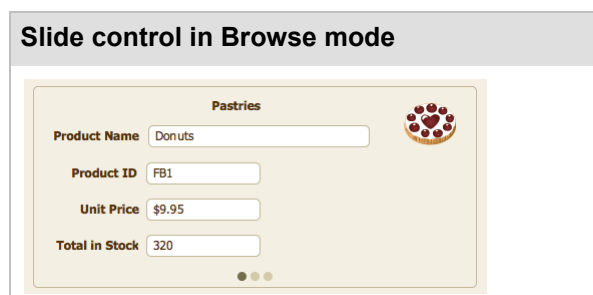 Slide control in Browse mode
Pastries
Product Name Donuts
Product ID FB1
Unit Price $9.95
Total in Stock 320